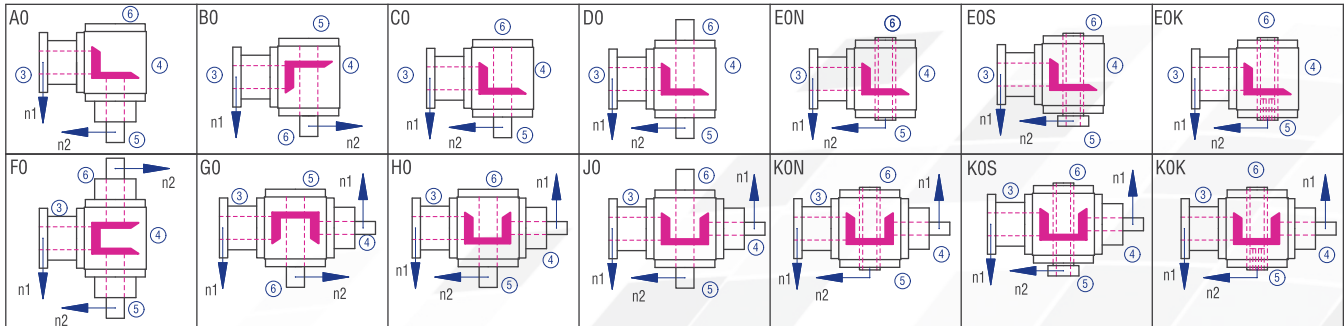 A0 ⑥ ③ ④ n1 n2 ⑤
B0 ⑤ ③ ④ n1 ⑥ n2
C0 ⑥ ③ ④ n1 n2 ⑤
D0 ⑥ ③ ④ n1 n2 ⑤
E0N ⑥ ③ ④ n1 n2 ⑤
E0S ⑥ ③ ④ n1 n2 ⑤
E0K ⑥ ③ ④ n1 n2 ⑤
F0 ⑥ n2 ③ ④ n1 n2 ⑤
G0 ③ ⑤ n1 ④ n1 ⑥ n2
H0 ③ ⑥ n1 ④ n1 n2 ⑤
J0 ③ ⑥ n1 ④ n1 n2 ⑤
K0N ③ ⑥ n1 ④ n1 n2 ⑤
K0S ③ ⑥ n1 ④ n1 n2 ⑤
K0K ③ ⑥ n1 ④ n1 n2 ⑤